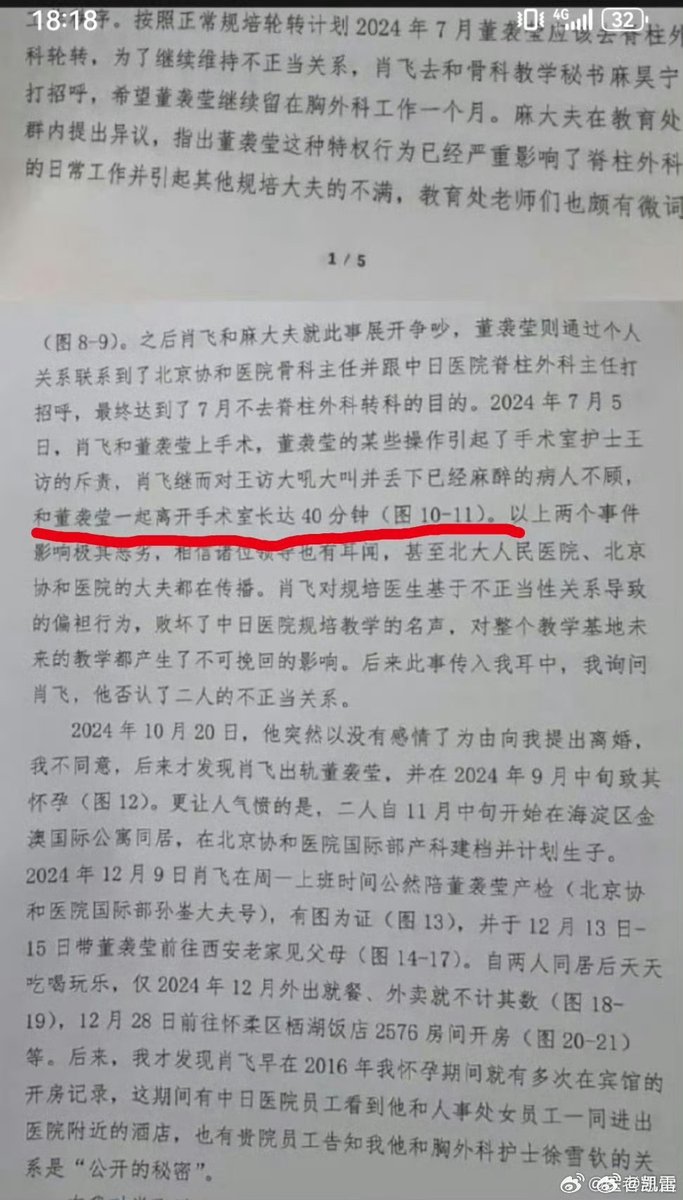 18:18
4G
32
序。按照正常规培轮转计划 2024 年 7 月董袭莹应该去脊柱外
科轮转，为了继续维持不正当关系，肖飞去和骨科教学秘书麻昊宁
打招呼，希望董袭莹继续留在胸外科工作一个月。麻大夫在教育处
群内提出异议，指出董袭莹这种特权行为已经严重影响了脊柱外科
的日常工作并引起其他规培大夫的不满，教育处老师们也颇有微词
1 / 5
（图 8-9）。之后肖飞和麻大夫就此事展开争吵，董袭莹则通过个人
关系联系到了北京协和医院骨科主任并跟中日医院脊柱外科主任打
招呼，最终达到了 7 月不去脊柱外科转科的目的。2024 年 7 月 5
日，肖飞和董袭莹上手术，董袭莹的某些操作引起了手术室护士王
访的斥责，肖飞继而对王访大吼大叫并丢下已经麻醉的病人不顾，
和董袭莹一起离开手术室长达 40 分钟（图 10-11）。以上两个事件
影响极其恶劣，相信诸位领导也有耳闻，甚至北大人民医院、北京
协和医院的大夫都在传播。肖飞对规培医生基于不正当性关系导致
的偏袒行为，败坏了中日医院规培教学的名声，对整个教学基地未
来的教学都产生了不可挽回的影响。后来此事传入我耳中，我询问
肖飞，他否认了二人的不正当关系。
2024 年 10 月 20 日，他突然以没有感情了为由向我提出离婚，
我不同意，后来才发现肖飞出轨董袭莹，并在 2024 年 9 月中旬致其
怀孕（图 12）。更让人气愤的是，二人自 11 月中旬开始在海淀区金
澳国际公寓同居，在北京协和医院国际部产科建档并计划生子。
2024 年 12 月 9 日肖飞在周一上班时间公然陪董袭莹产检（北京协
和医院国际部孙崟大夫号），有图为证（图 13），并于 12 月 13 日-
15 日带董袭莹前往西安老家见父母（图 14-17）。自两人同居后天天
吃喝玩乐，仅 2024 年 12 月外出就餐、外卖就不计其数（图 18-
19），12 月 28 日前往怀柔区栖湖饭店 2576 房间开房（图 20-21）
等。后来，我才发现肖飞早在 2016 年我怀孕期间就有多次在宾馆的
开房记录，这期间有中日医院员工看到他和人事处女员工一同进出
医院附近的酒店，也有贵院员工告知我他和胸外科护士徐雪钦的关
系是“公开的秘密”。
凯雷